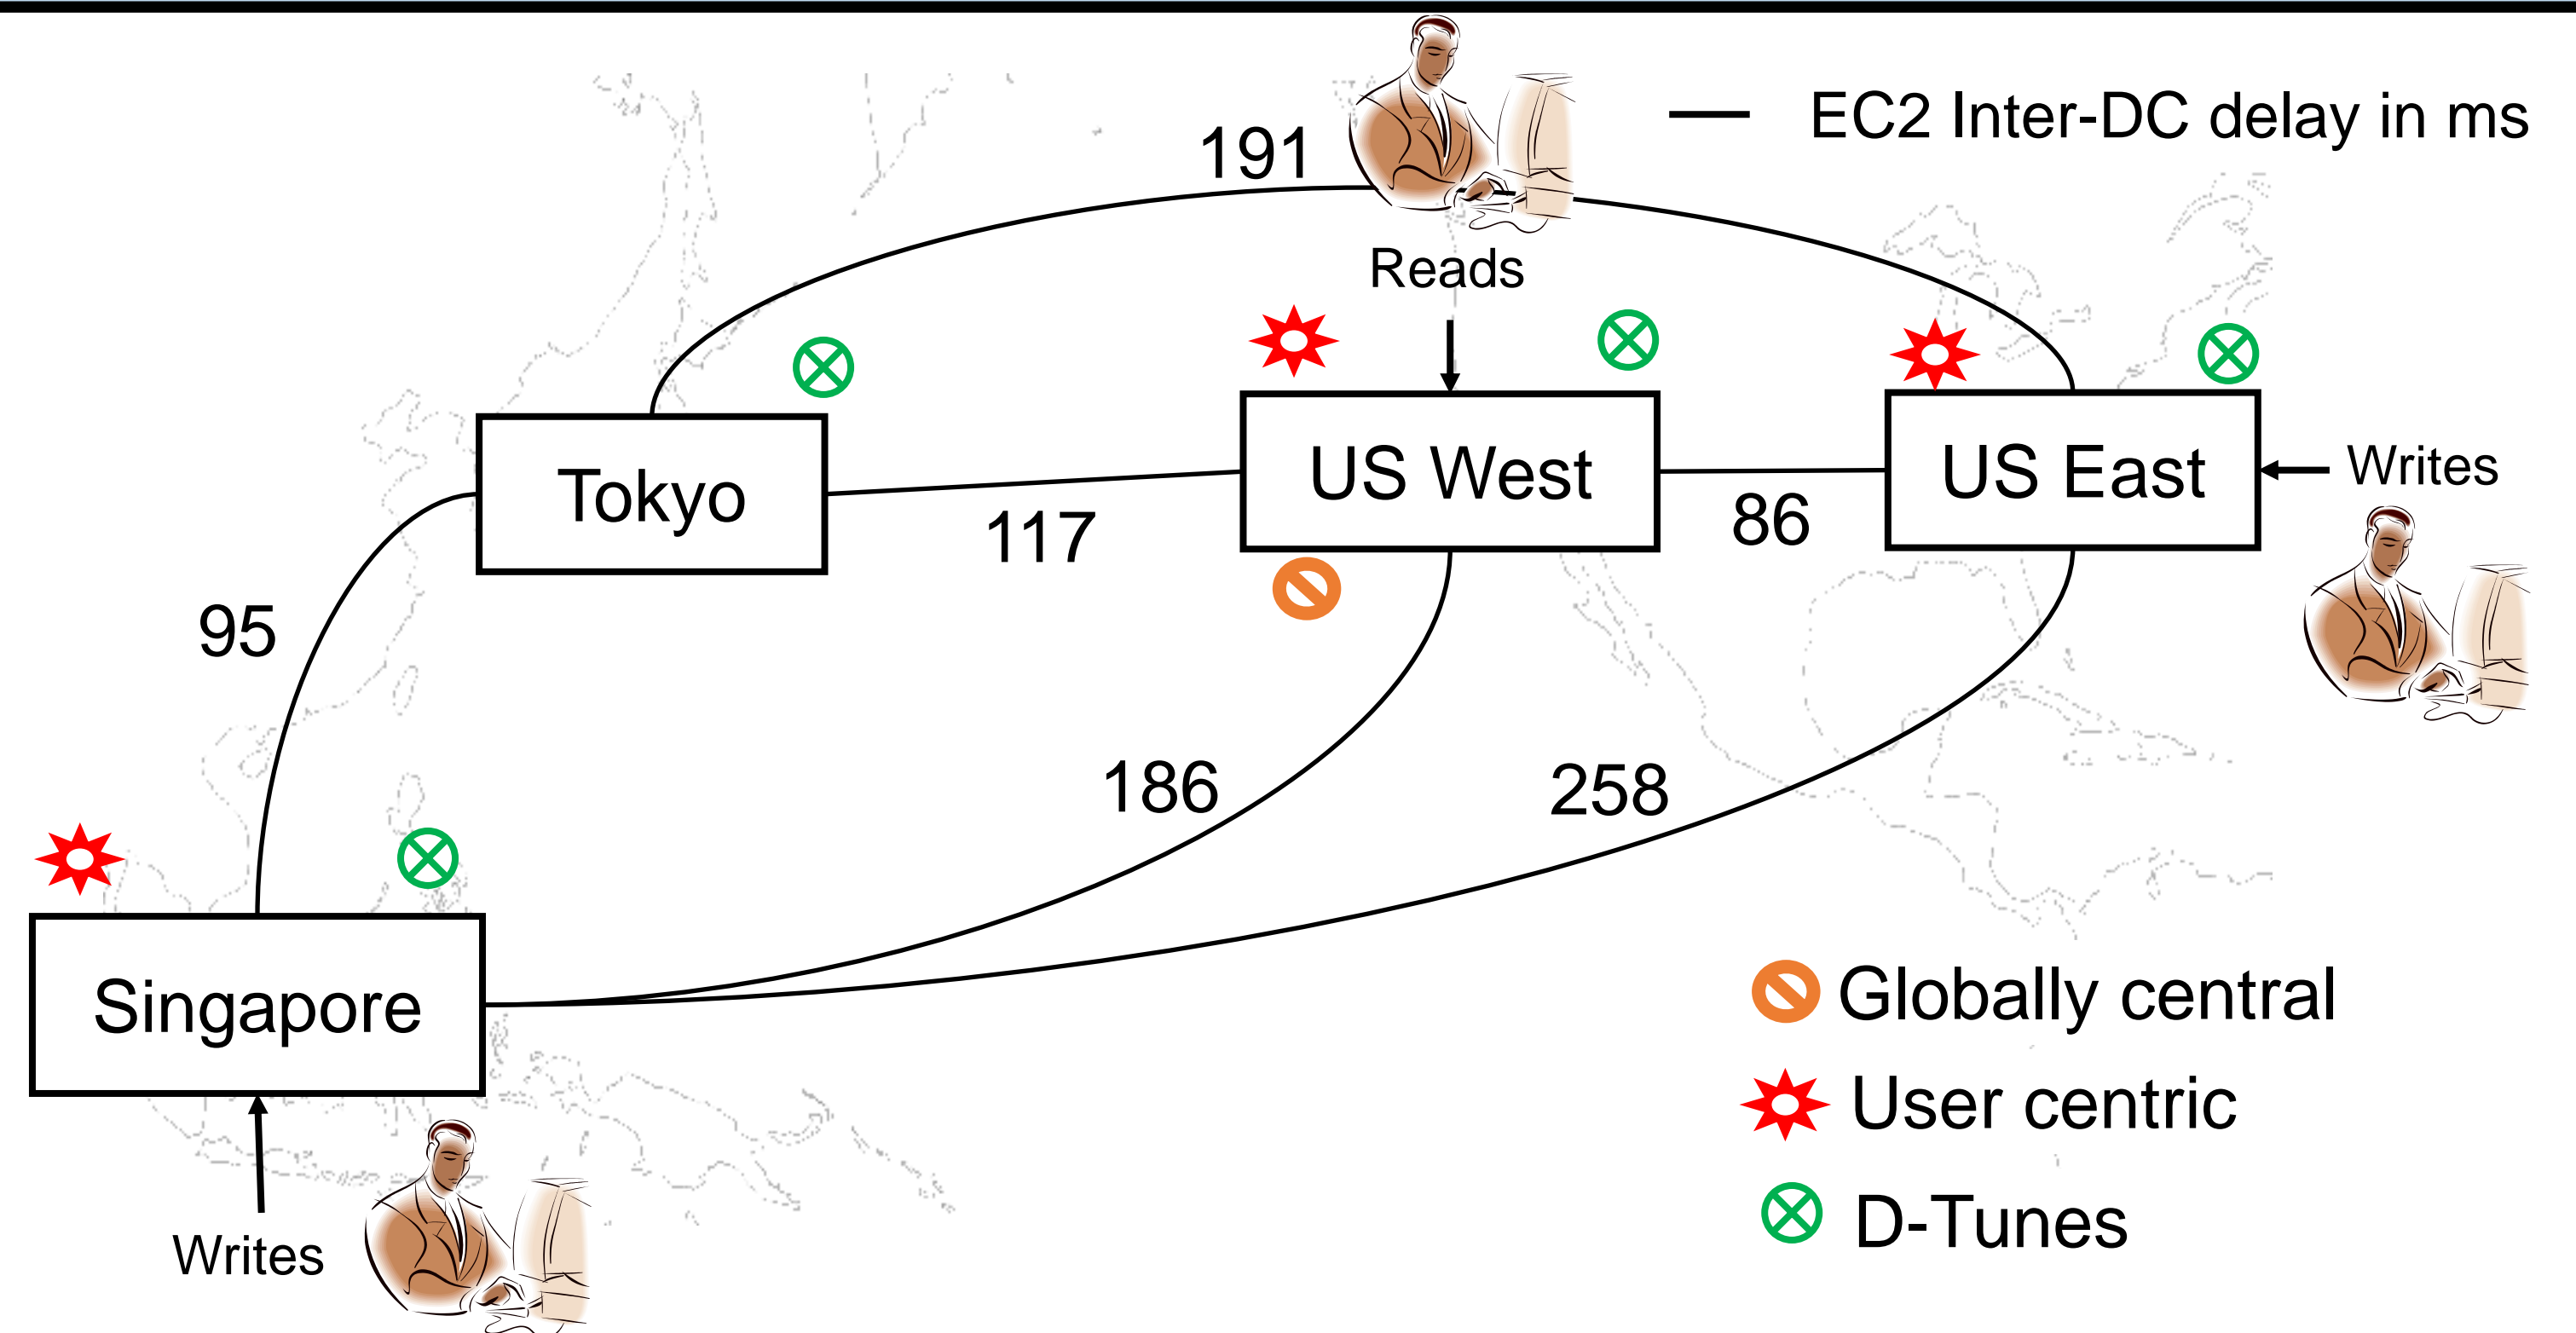 EC2 Inter-DC delay in ms
191
Reads
Tokyo
US West
US East
Writes
117
86
95
186
258
Singapore
Globally central
User centric
D-Tunes
Writes